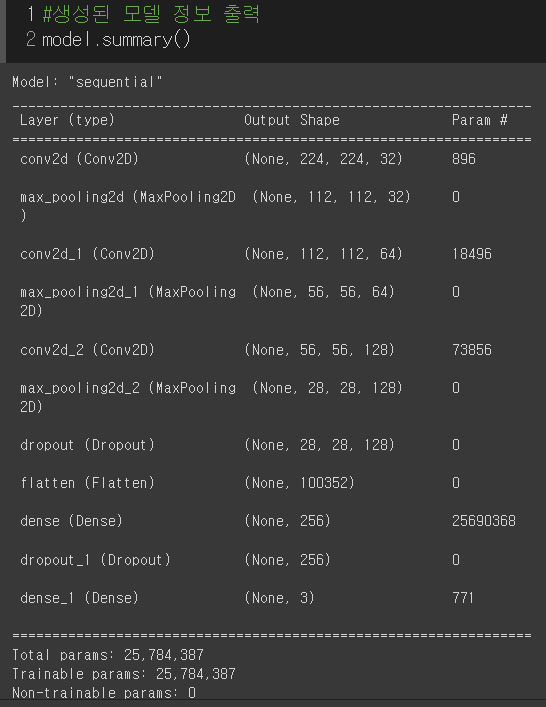 1 #생성된 모델 정보 출력
2 model.summary()
Model: "sequential"
_________________________________________________________________
Layer (type) Output Shape Param #
=================================================================
conv2d (Conv2D) (None, 224, 224, 32) 896
max_pooling2d (MaxPooling2D (None, 112, 112, 32) 0
)
conv2d_1 (Conv2D) (None, 112, 112, 64) 18496
max_pooling2d_1 (MaxPooling (None, 56, 56, 64) 0
2D)
conv2d_2 (Conv2D) (None, 56, 56, 128) 73856
max_pooling2d_2 (MaxPooling (None, 28, 28, 128) 0
2D)
dropout (Dropout) (None, 28, 28, 128) 0
flatten (Flatten) (None, 100352) 0
dense (Dense) (None, 256) 25690368
dropout_1 (Dropout) (None, 256) 0
dense_1 (Dense) (None, 3) 771
=================================================================
Total params: 25,784,387
Trainable params: 25,784,387
Non-trainable params: 0